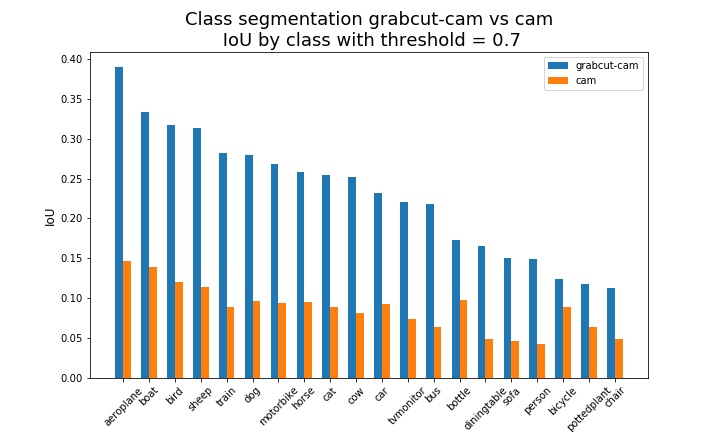 Class segmentation grabcut-cam vs cam
IoU by class with threshold = 0.7
grabcut-cam
cam
IoU
0.40
0.35
0.30
0.25
0.20
0.15
0.10
0.05
0.00
aeroplane
boat
bird
sheep
train
dog
motorbike
horse
cat
cow
car
tvmonitor
bus
bottle
diningtable
sofa
person
bicycle
pottedplant
chair